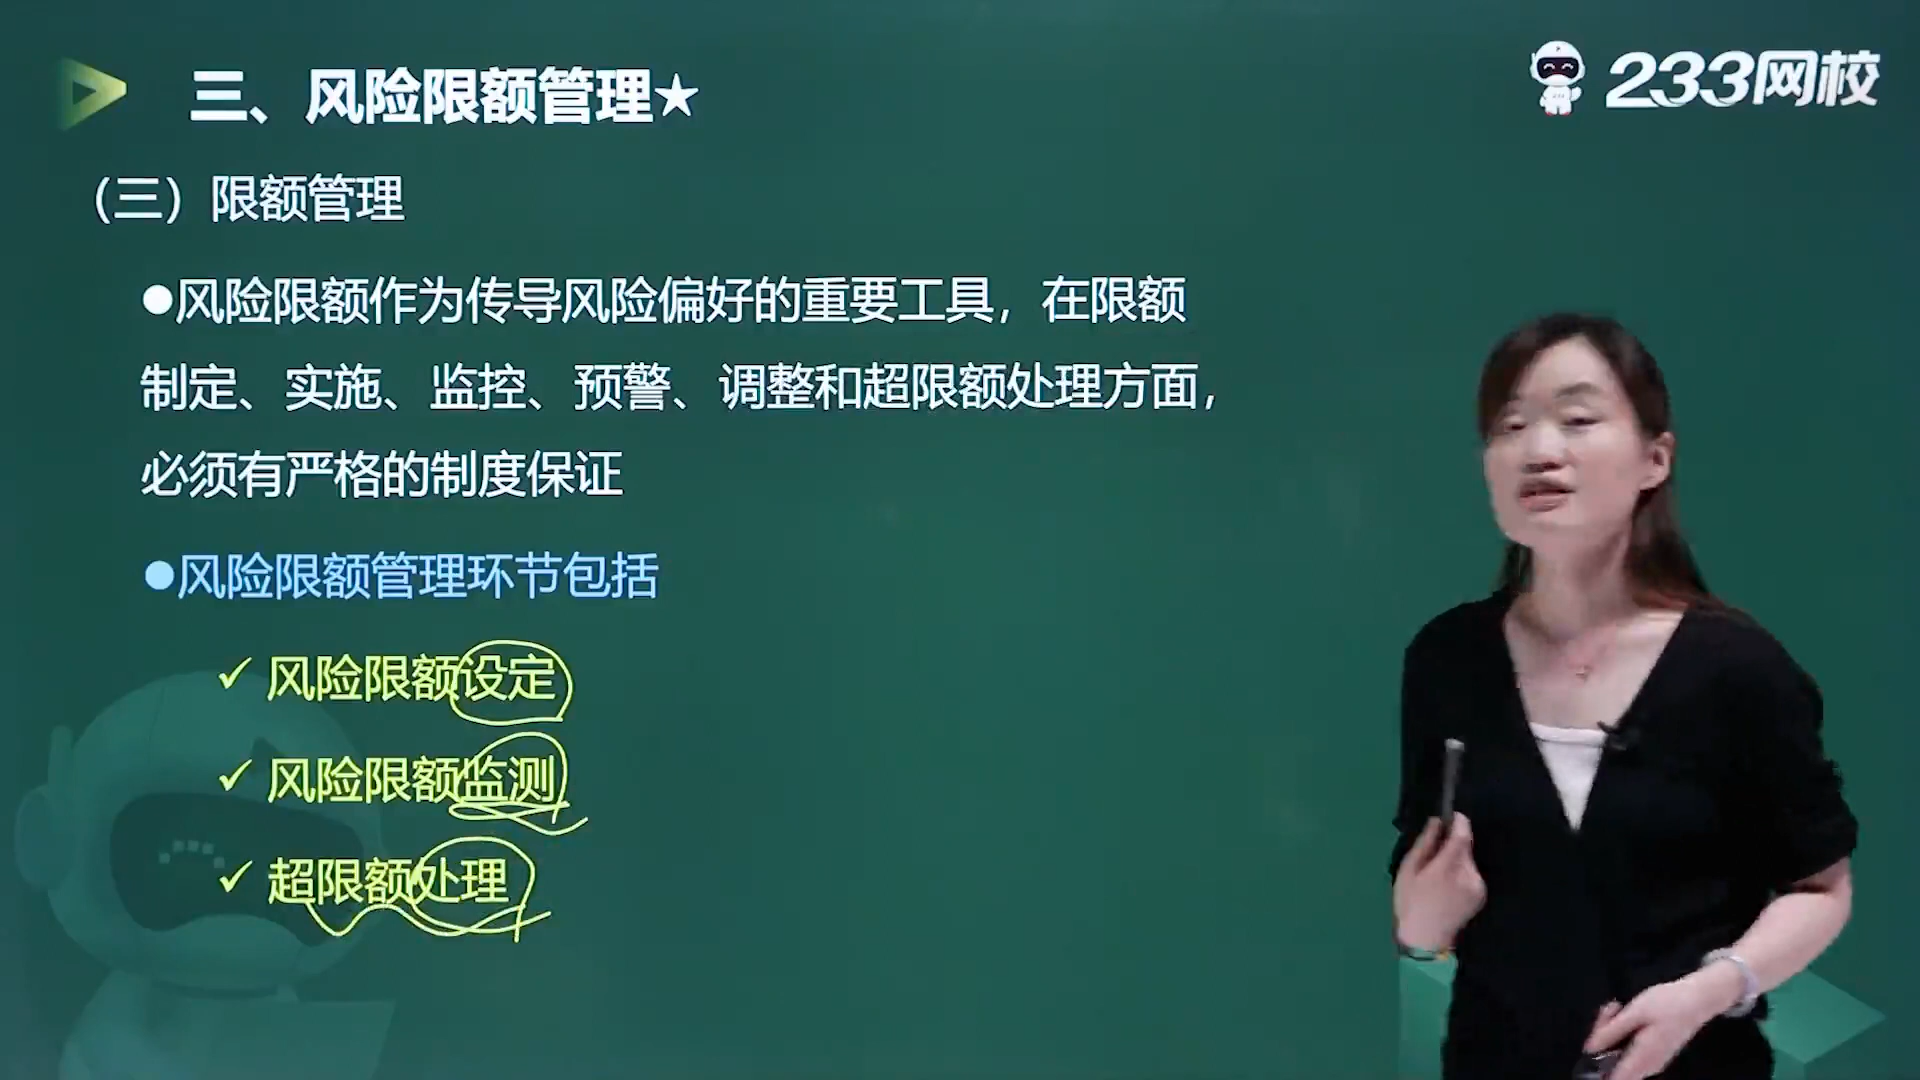 三、风险限额管理★
233网校
（三）限额管理
●风险限额作为传导风险偏好的重要工具，在限额
制定、实施、监控、预警、调整和超限额处理方面，
必须有严格的制度保证
●风险限额管理环节包括
✓ 风险限额设定
✓ 风险限额监测
✓ 超限额处理